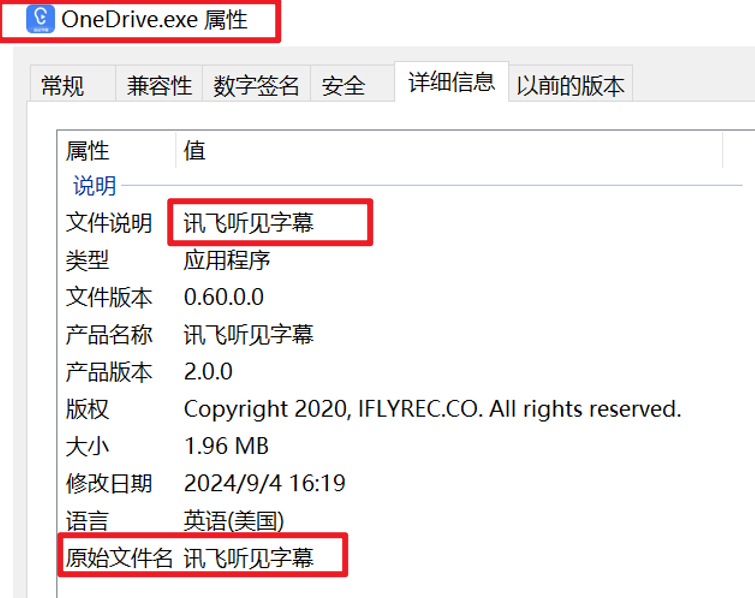 OneDrive.exe 属性
常规 兼容性 数字签名 安全 详细信息 以前的版本
属性 值
说明
文件说明 讯飞听见字幕
类型 应用程序
文件版本 0.60.0.0
产品名称 讯飞听见字幕
产品版本 2.0.0
版权 Copyright 2020, IFLYREC.CO. All rights reserved.
大小 1.96 MB
修改日期 2024/9/4 16:19
语言 英语(美国)
原始文件名 讯飞听见字幕